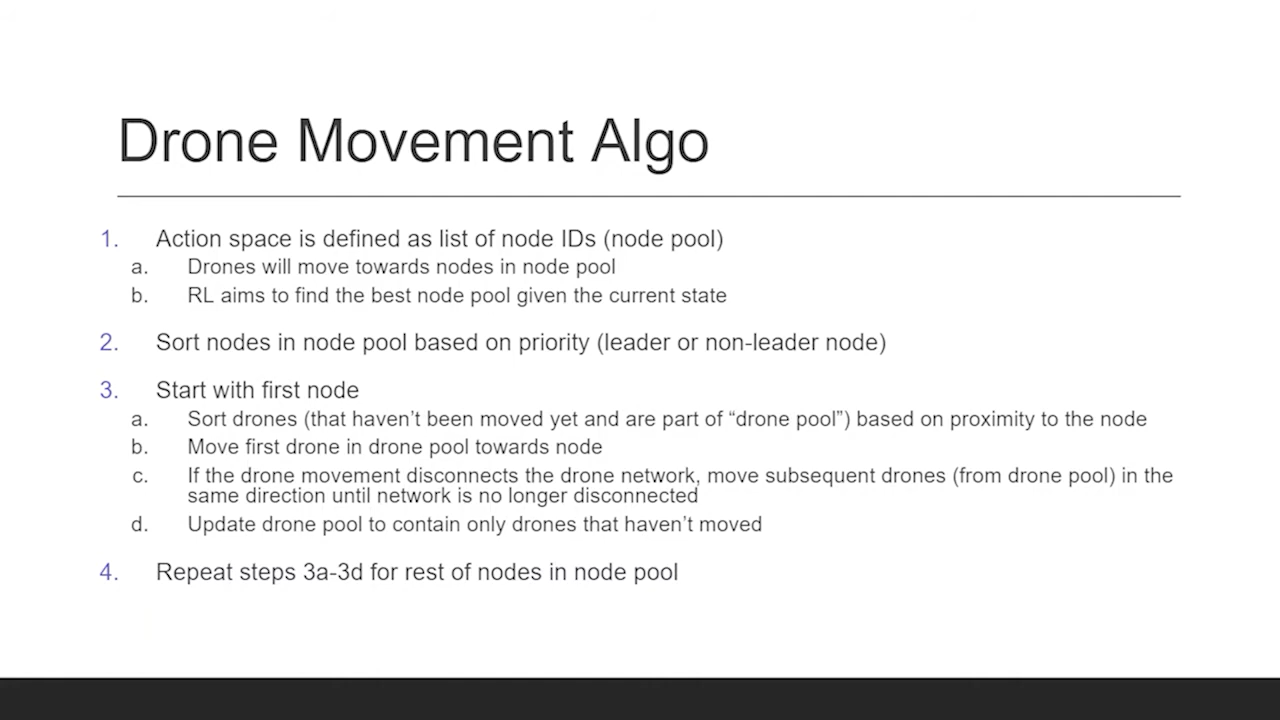 Drone Movement Algo
1. Action space is defined as list of node IDs (node pool)
a. Drones will move towards nodes in node pool
b. RL aims to find the best node pool given the current state
2. Sort nodes in node pool based on priority (leader or non-leader node)
3. Start with first node
a. Sort drones (that haven’t been moved yet and are part of “drone pool”) based on proximity to the node
b. Move first drone in drone pool towards node
c. If the drone movement disconnects the drone network, move subsequent drones (from drone pool) in the
same direction until network is no longer disconnected
d. Update drone pool to contain only drones that haven’t moved
4. Repeat steps 3a-3d for rest of nodes in node pool